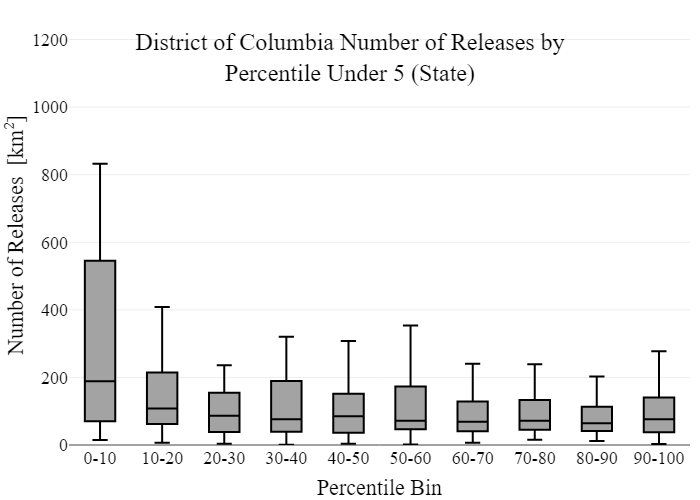 District of Columbia Number of Releases by
Percentile Under 5 (State)
Number of Releases [km²]
1200
1000
800
600
400
200
0
0-10 10-20 20-30 30-40 40-50 50-60 60-70 70-80 80-90 90-100
Percentile Bin